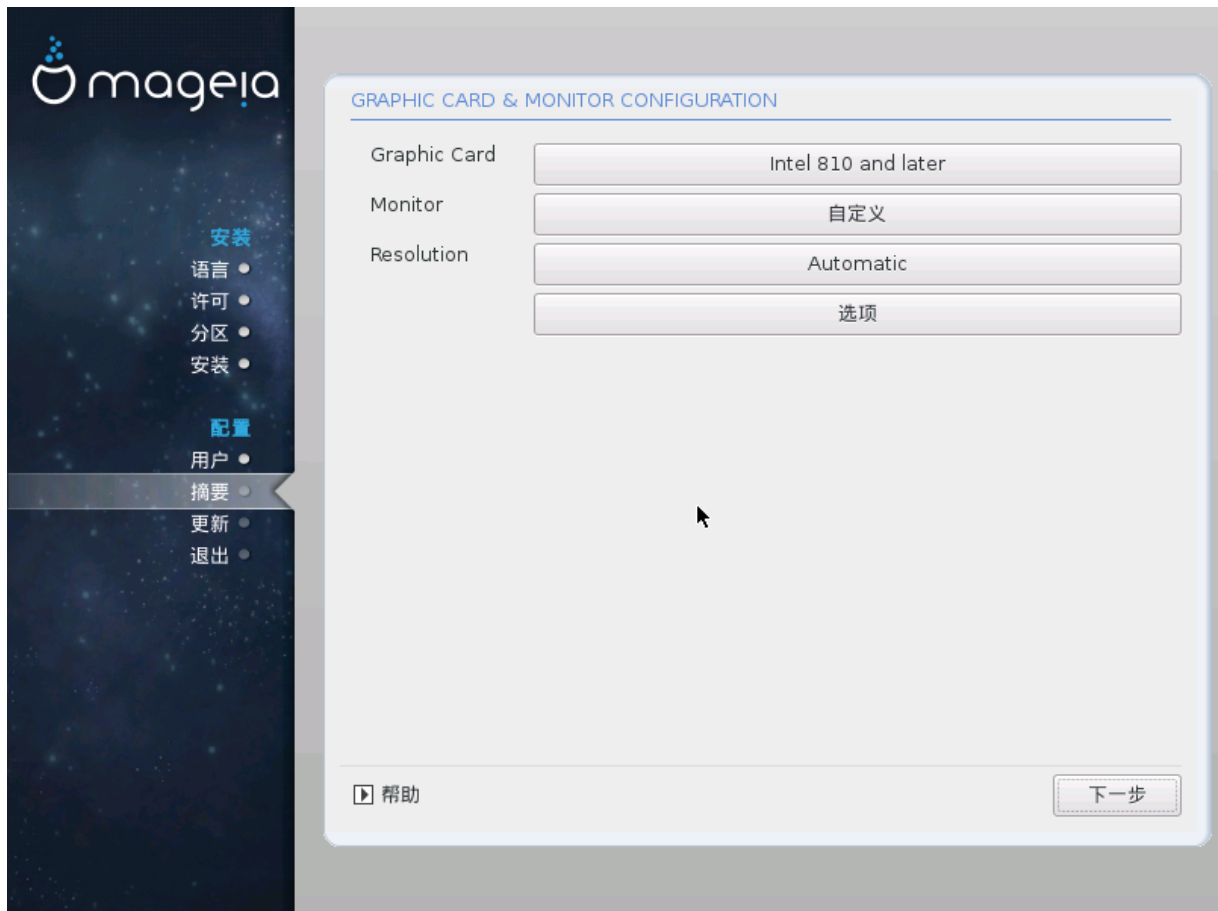 mageia
安装
语言
许可
分区
安装
配置
用户
摘要
更新
退出
GRAPHIC CARD & MONITOR CONFIGURATION
Graphic Card
Intel 810 and later
Monitor
自定义
Resolution
Automatic
选项
帮助
下一步